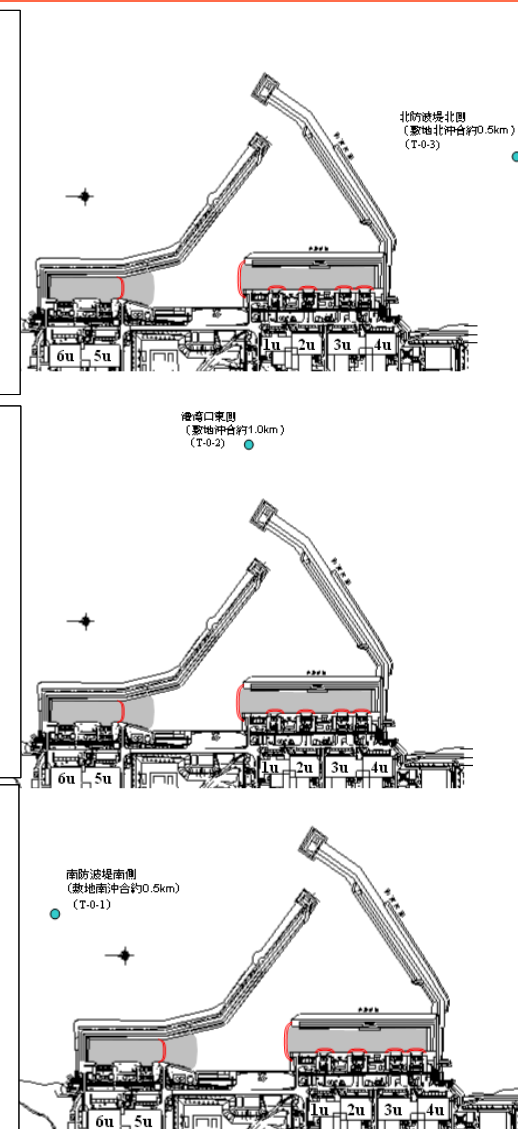 北防波堤北側
(敷地北沖合約0.5km)
(T-0-3)
6u 5u 1u 2u 3u 4u
港湾口東側
(敷地沖合約1.0km)
(T-0-2)
6u 5u 1u 2u 3u 4u
南防波堤南側
(敷地南沖合約0.5km)
(T-0-1)
6u 5u 1u 2u 3u 4u